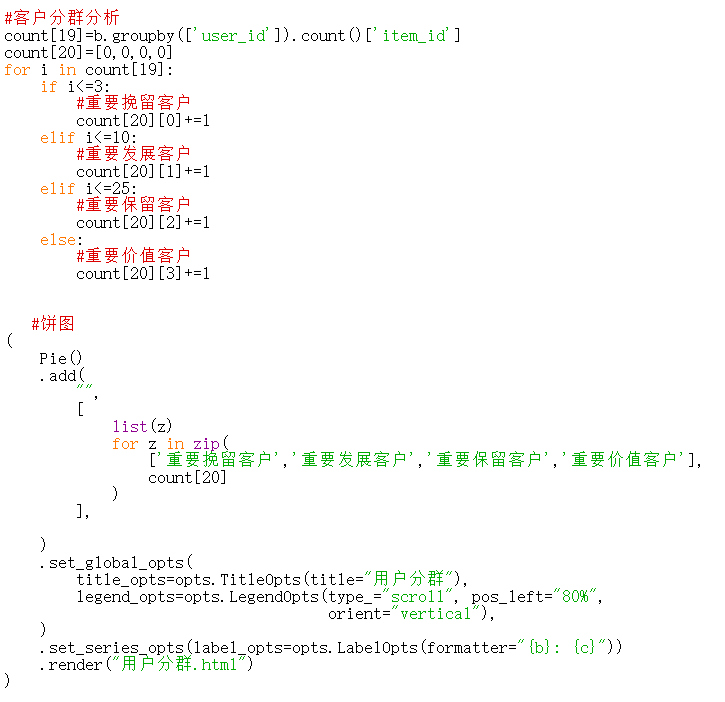 #客户分群分析
count[19]=b.groupby(['user_id']).count()['item_id']
count[20]=[0,0,0,0]
for i in count[19]:
    if i<=3:
        #重要挽留客户
        count[20][0]+=1
    elif i<=10:
        #重要发展客户
        count[20][1]+=1
    elif i<=25:
        #重要保留客户
        count[20][2]+=1
    else:
        #重要价值客户
        count[20][3]+=1
   #饼图
(
    Pie()
    .add(
        "",
        [
            list(z)
            for z in zip(
                ['重要挽留客户','重要发展客户','重要保留客户','重要价值客户'],
                count[20]
            )
        ],
    )
    .set_global_opts(
        title_opts=opts.TitleOpts(title="用户分群"),
        legend_opts=opts.LegendOpts(type_="scroll", pos_left="80%",
                                    orient="vertical"),
    )
    .set_series_opts(label_opts=opts.LabelOpts(formatter="{b}: {c}"))
    .render("用户分群.html")
)